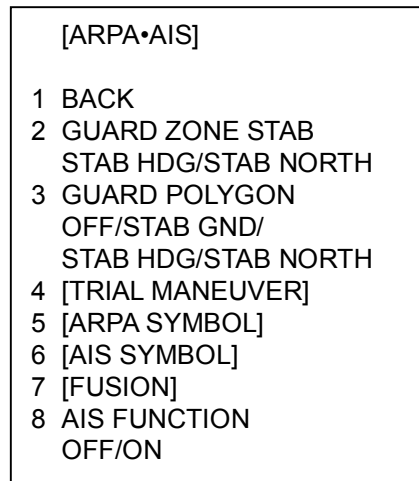 [ARPA•AIS]
1 BACK
2 GUARD ZONE STAB
STAB HDG/STAB NORTH
3 GUARD POLYGON
OFF/STAB GND/
STAB HDG/STAB NORTH
4 [TRIAL MANEUVER]
5 [ARPA SYMBOL]
6 [AIS SYMBOL]
7 [FUSION]
8 AIS FUNCTION
OFF/ON